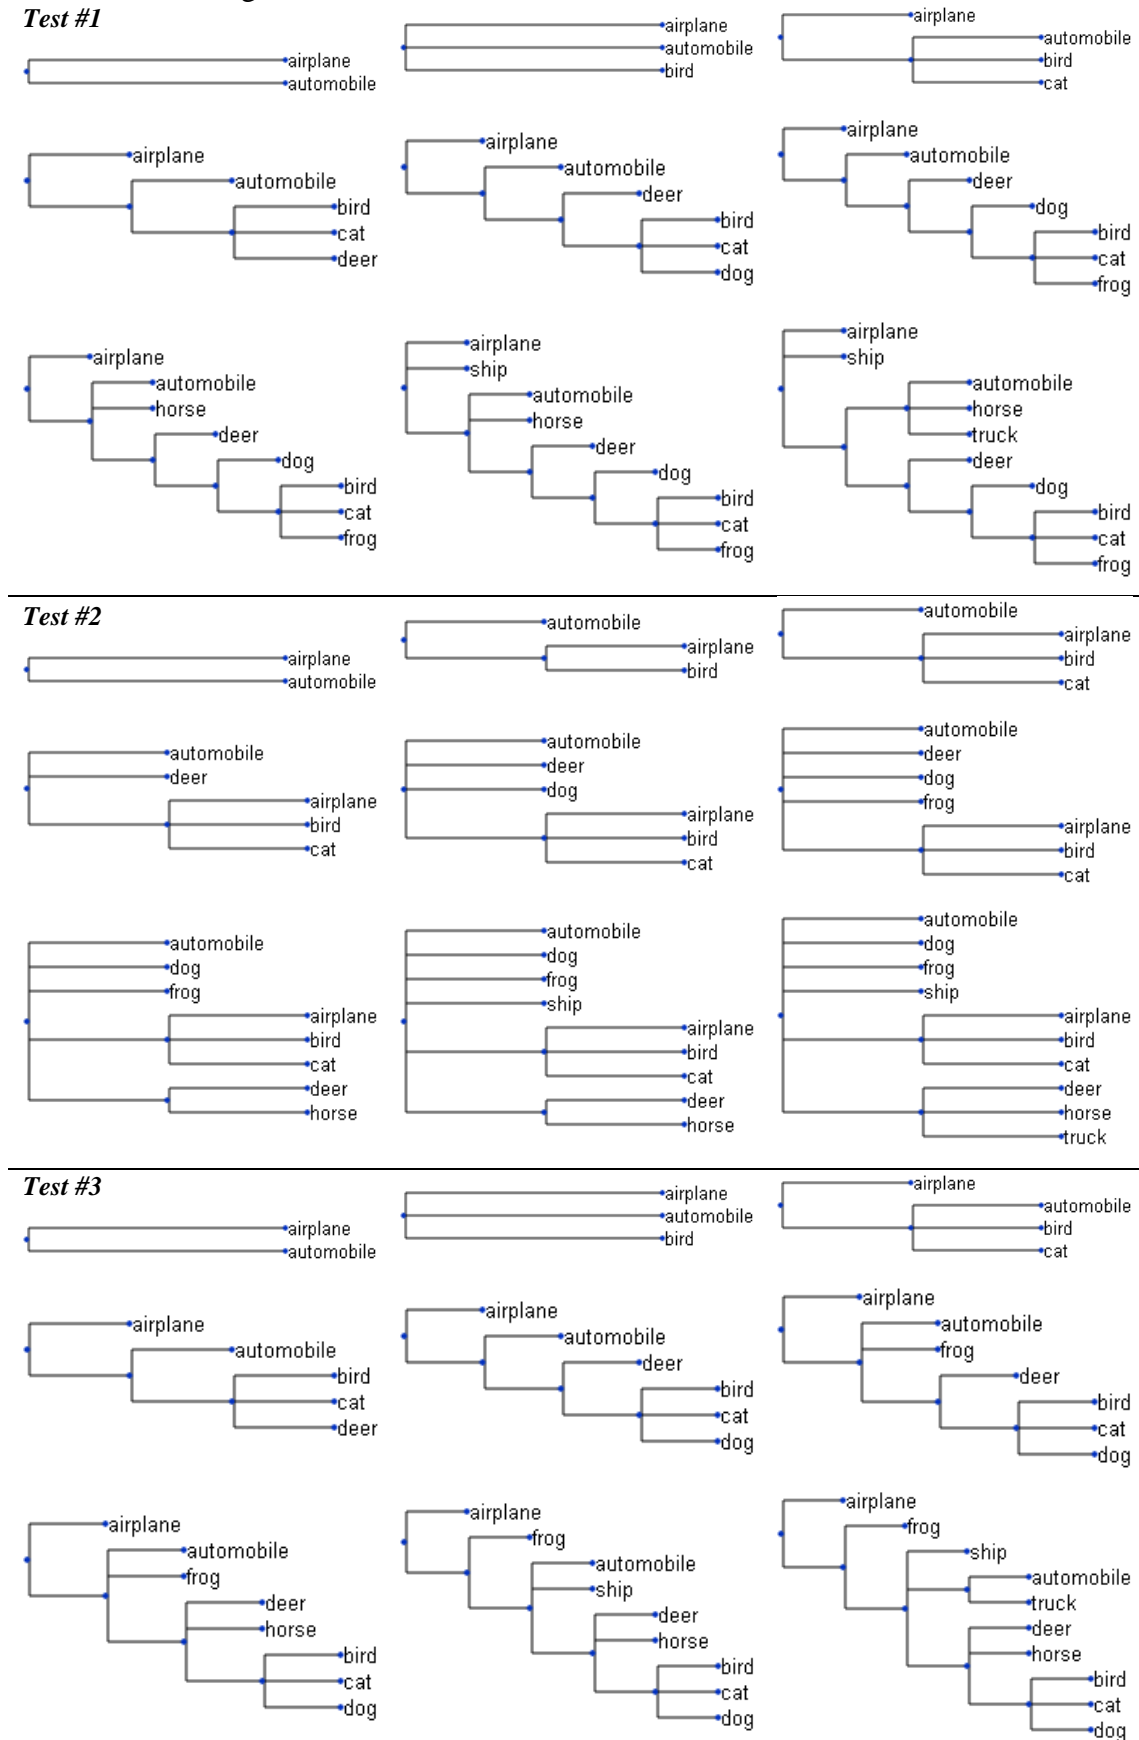 Test #1
airplane
automobile
airplane
automobile
bird
airplane
automobile
bird
cat
airplane
automobile
bird
cat
deer
airplane
automobile
deer
bird
cat
dog
airplane
automobile
deer
dog
bird
cat
frog
airplane
automobile
horse
deer
dog
bird
cat
frog
airplane
ship
automobile
horse
deer
dog
bird
cat
frog
airplane
ship
automobile
horse
truck
deer
dog
bird
cat
frog
Test #2
airplane
automobile
automobile
airplane
bird
automobile
airplane
bird
cat
automobile
deer
airplane
bird
cat
automobile
deer
dog
airplane
bird
cat
automobile
deer
dog
frog
airplane
bird
cat
automobile
dog
frog
airplane
bird
cat
deer
horse
automobile
dog
frog
ship
airplane
bird
cat
deer
horse
automobile
dog
frog
ship
airplane
bird
cat
deer
horse
truck
Test #3
airplane
automobile
airplane
automobile
bird
airplane
automobile
bird
cat
airplane
automobile
bird
cat
deer
airplane
automobile
deer
bird
cat
dog
airplane
automobile
frog
deer
bird
cat
dog
airplane
automobile
frog
deer
horse
bird
cat
dog
airplane
frog
automobile
ship
deer
horse
bird
cat
dog
airplane
frog
ship
automobile
truck
deer
horse
bird
cat
dog